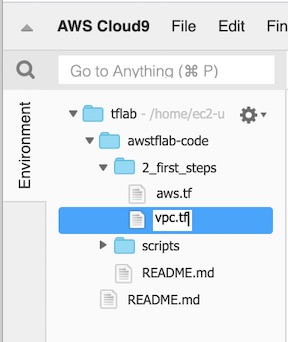 AWS Cloud9 File Edit Fin
Go to Anything (⌘ P)
Environment
tflab - /home/ec2-u
awstflab-code
2_first_steps
aws.tf
vpc.tf
scripts
README.md
README.md